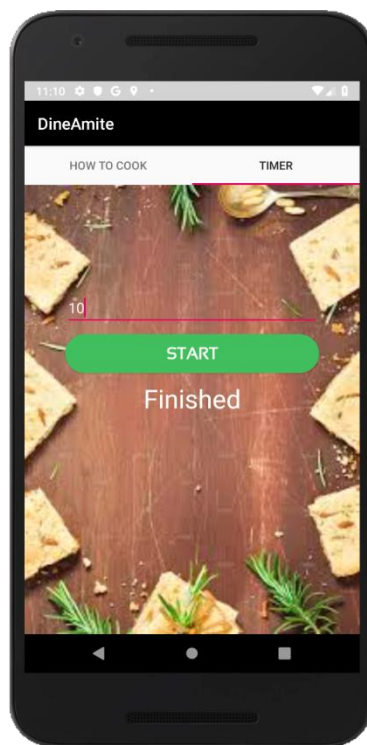 11:10 G
DineAmite
HOW TO COOK TIMER
10
START
Finished